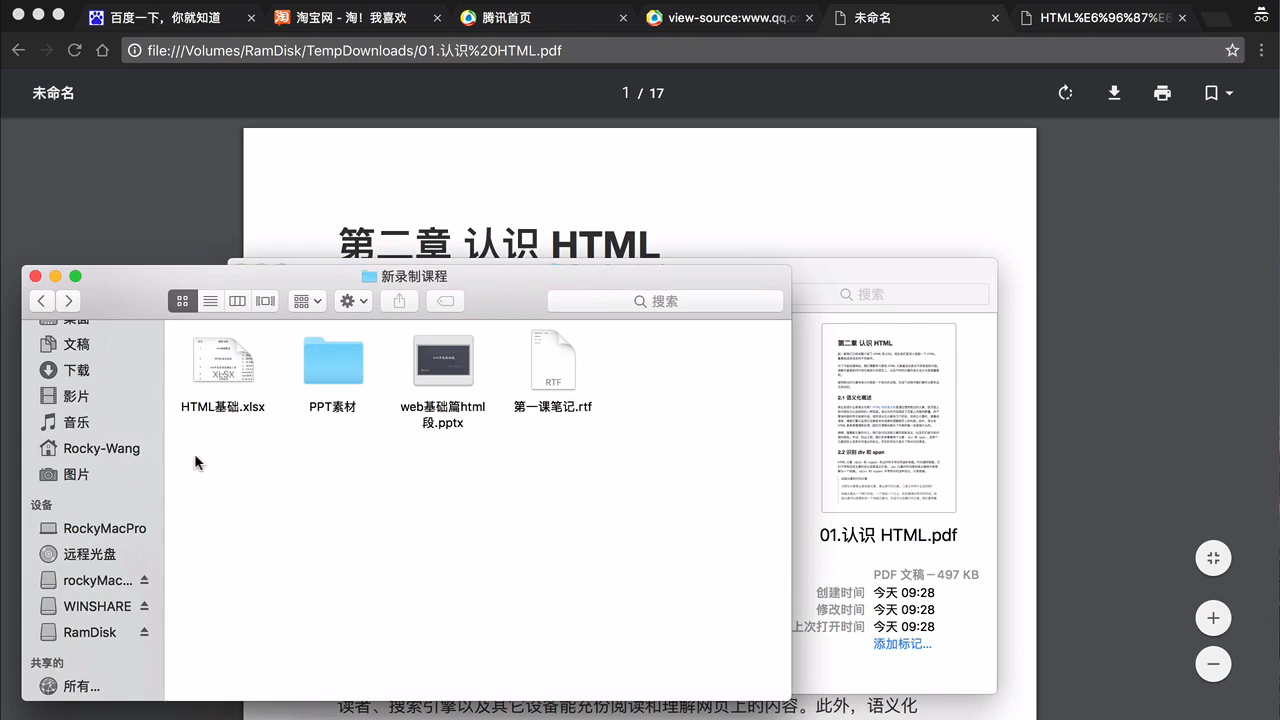 百度一下，你就知道
淘宝网 - 淘！我喜欢
腾讯首页
view-source:www.qq.c
未命名
HTML%E6%96%87%E6
file:///Volumes/RamDisk/TempDownloads/01.认识%20HTML.pdf
未命名
1 / 17
第二章 认识 HTML
新录制课程
搜索
搜索
桌面
文稿
下载
影片
音乐
Rocky-Wang
图片
设备
RockyMacPro
远程光盘
rockyMac...
WINSHARE
RamDisk
共享的
所有...
XLSX
HTML基础.xlsx
PPT素材
web基础篇html
段.pptx
RTF
第一课笔记.rtf
第二章 认识 HTML
2.1 语义化概述
2.2 识别 div 和 span
01.认识 HTML.pdf
PDF 文稿 — 497 KB
创建时间 今天 09:28
修改时间 今天 09:28
上次打开时间 今天 09:28
添加标记...
读者、搜索引擎以及其它设备能充份阅读和理解网页上的内容。此外，语义化